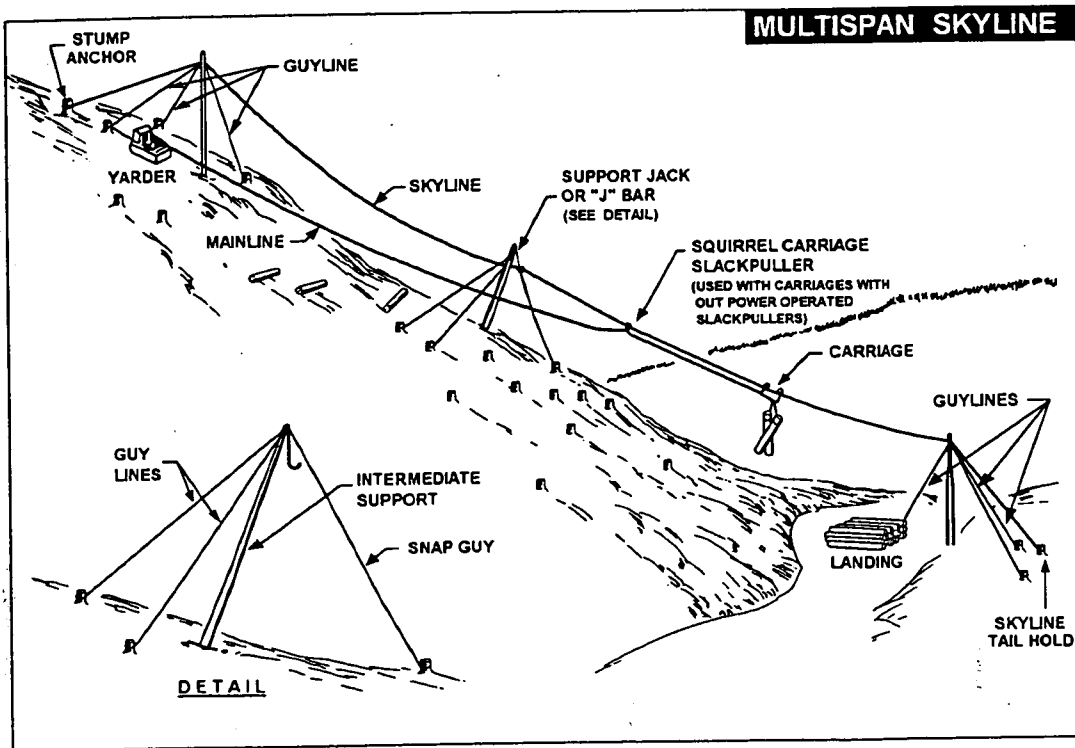 MULTISPAN SKYLINE
STUMP
ANCHOR
GUYLINE
YARDER
SKYLINE
MAINLINE
SUPPORT JACK
OR "J" BAR
(SEE DETAIL)
SQUIRREL CARRIAGE
SLACKPULLER
(USED WITH CARRIAGES WITH
OUT POWER OPERATED
SLACKPULLERS)
CARRIAGE
GUYLINES
GUY
LINES
INTERMEDIATE
SUPPORT
SNAP GUY
LANDING
SKYLINE
TAIL HOLD
DETAIL